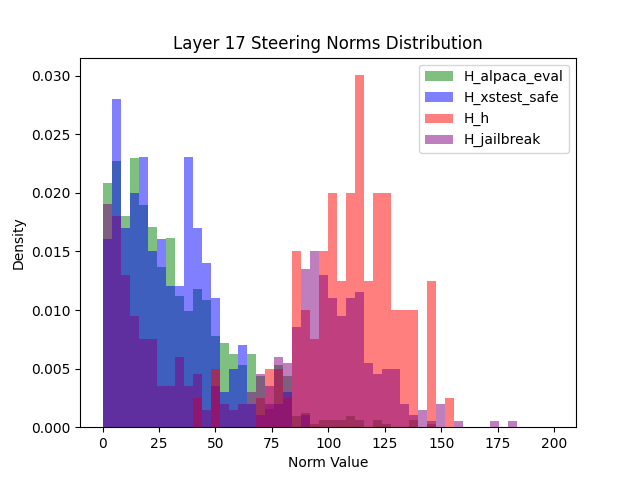 Layer 17 Steering Norms Distribution
H_alpaca_eval
H_xstest_safe
H_h
H_jailbreak
0.030
0.025
0.020
0.015
0.010
0.005
0.000
Density
0 25 50 75 100 125 150 175 200
Norm Value